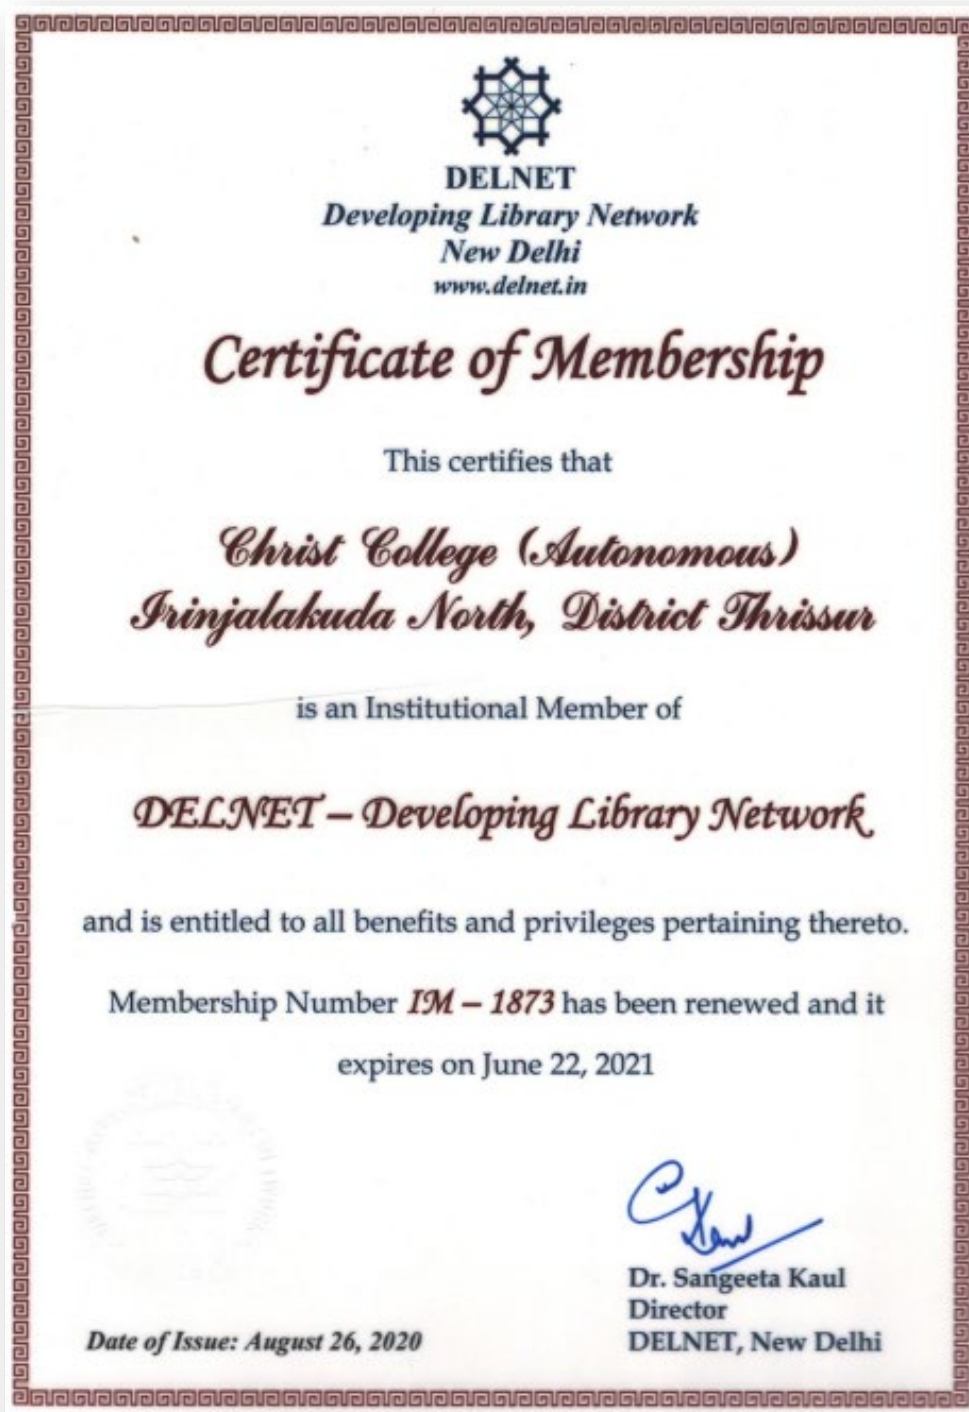 DELNET
Developing Library Network
New Delhi
www.delnet.in
Certificate of Membership
This certifies that
Christ College (Autonomous)
Irinjalakuda North, District Thrissur
is an Institutional Member of
DELNET – Developing Library Network
and is entitled to all benefits and privileges pertaining thereto.
Membership Number IM – 1873 has been renewed and it
expires on June 22, 2021
Dr. Sangeeta Kaul
Director
DELNET, New Delhi
Date of Issue: August 26, 2020